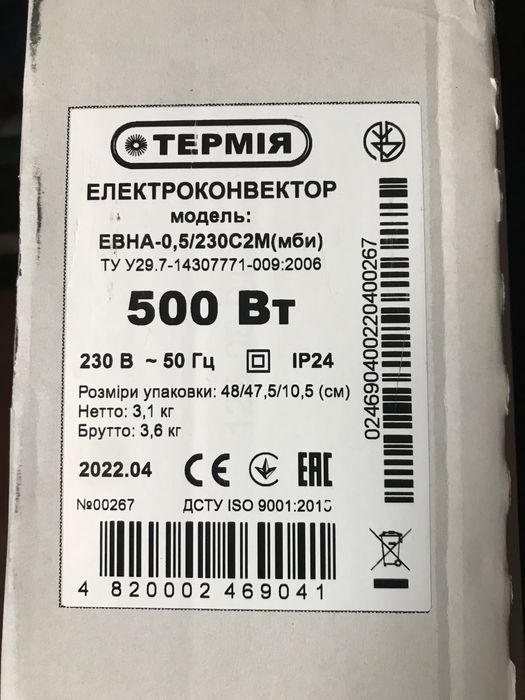 ТЕРМІЯ
ЕЛЕКТРОКОНВЕКТОР
модель:
ЕВНА-0,5/230С2М(мби)
ТУ У29.7-14307771-009:2006
500 Вт
230 В ~ 50 Гц IP24
Розміри упаковки: 48/47,5/10,5 (см)
Нетто: 3,1 кг
Брутто: 3,6 кг
2022.04 CE EAC
№00267 ДСТУ ISO 9001:2015
4 820002 469041
02469040022040​0267